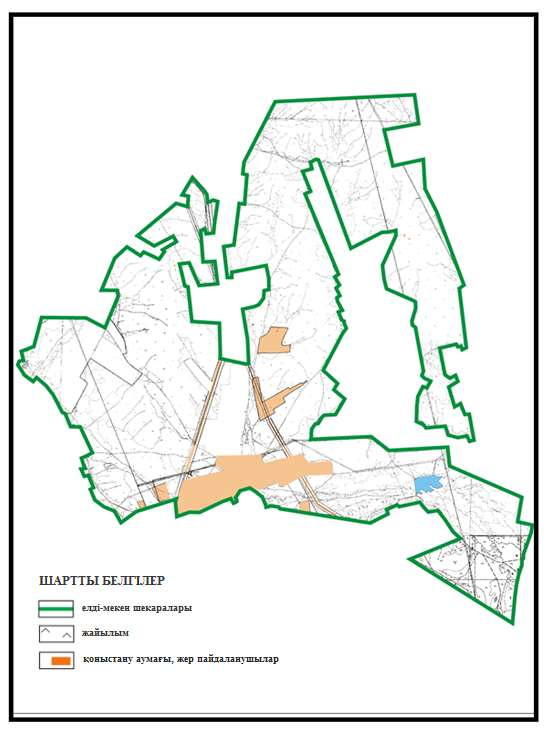 ШАРТТЫ БЕЛГІЛЕР
елді-мекен шекаралары
жайылым
қоныстану аумағы, жер пайдаланушылар